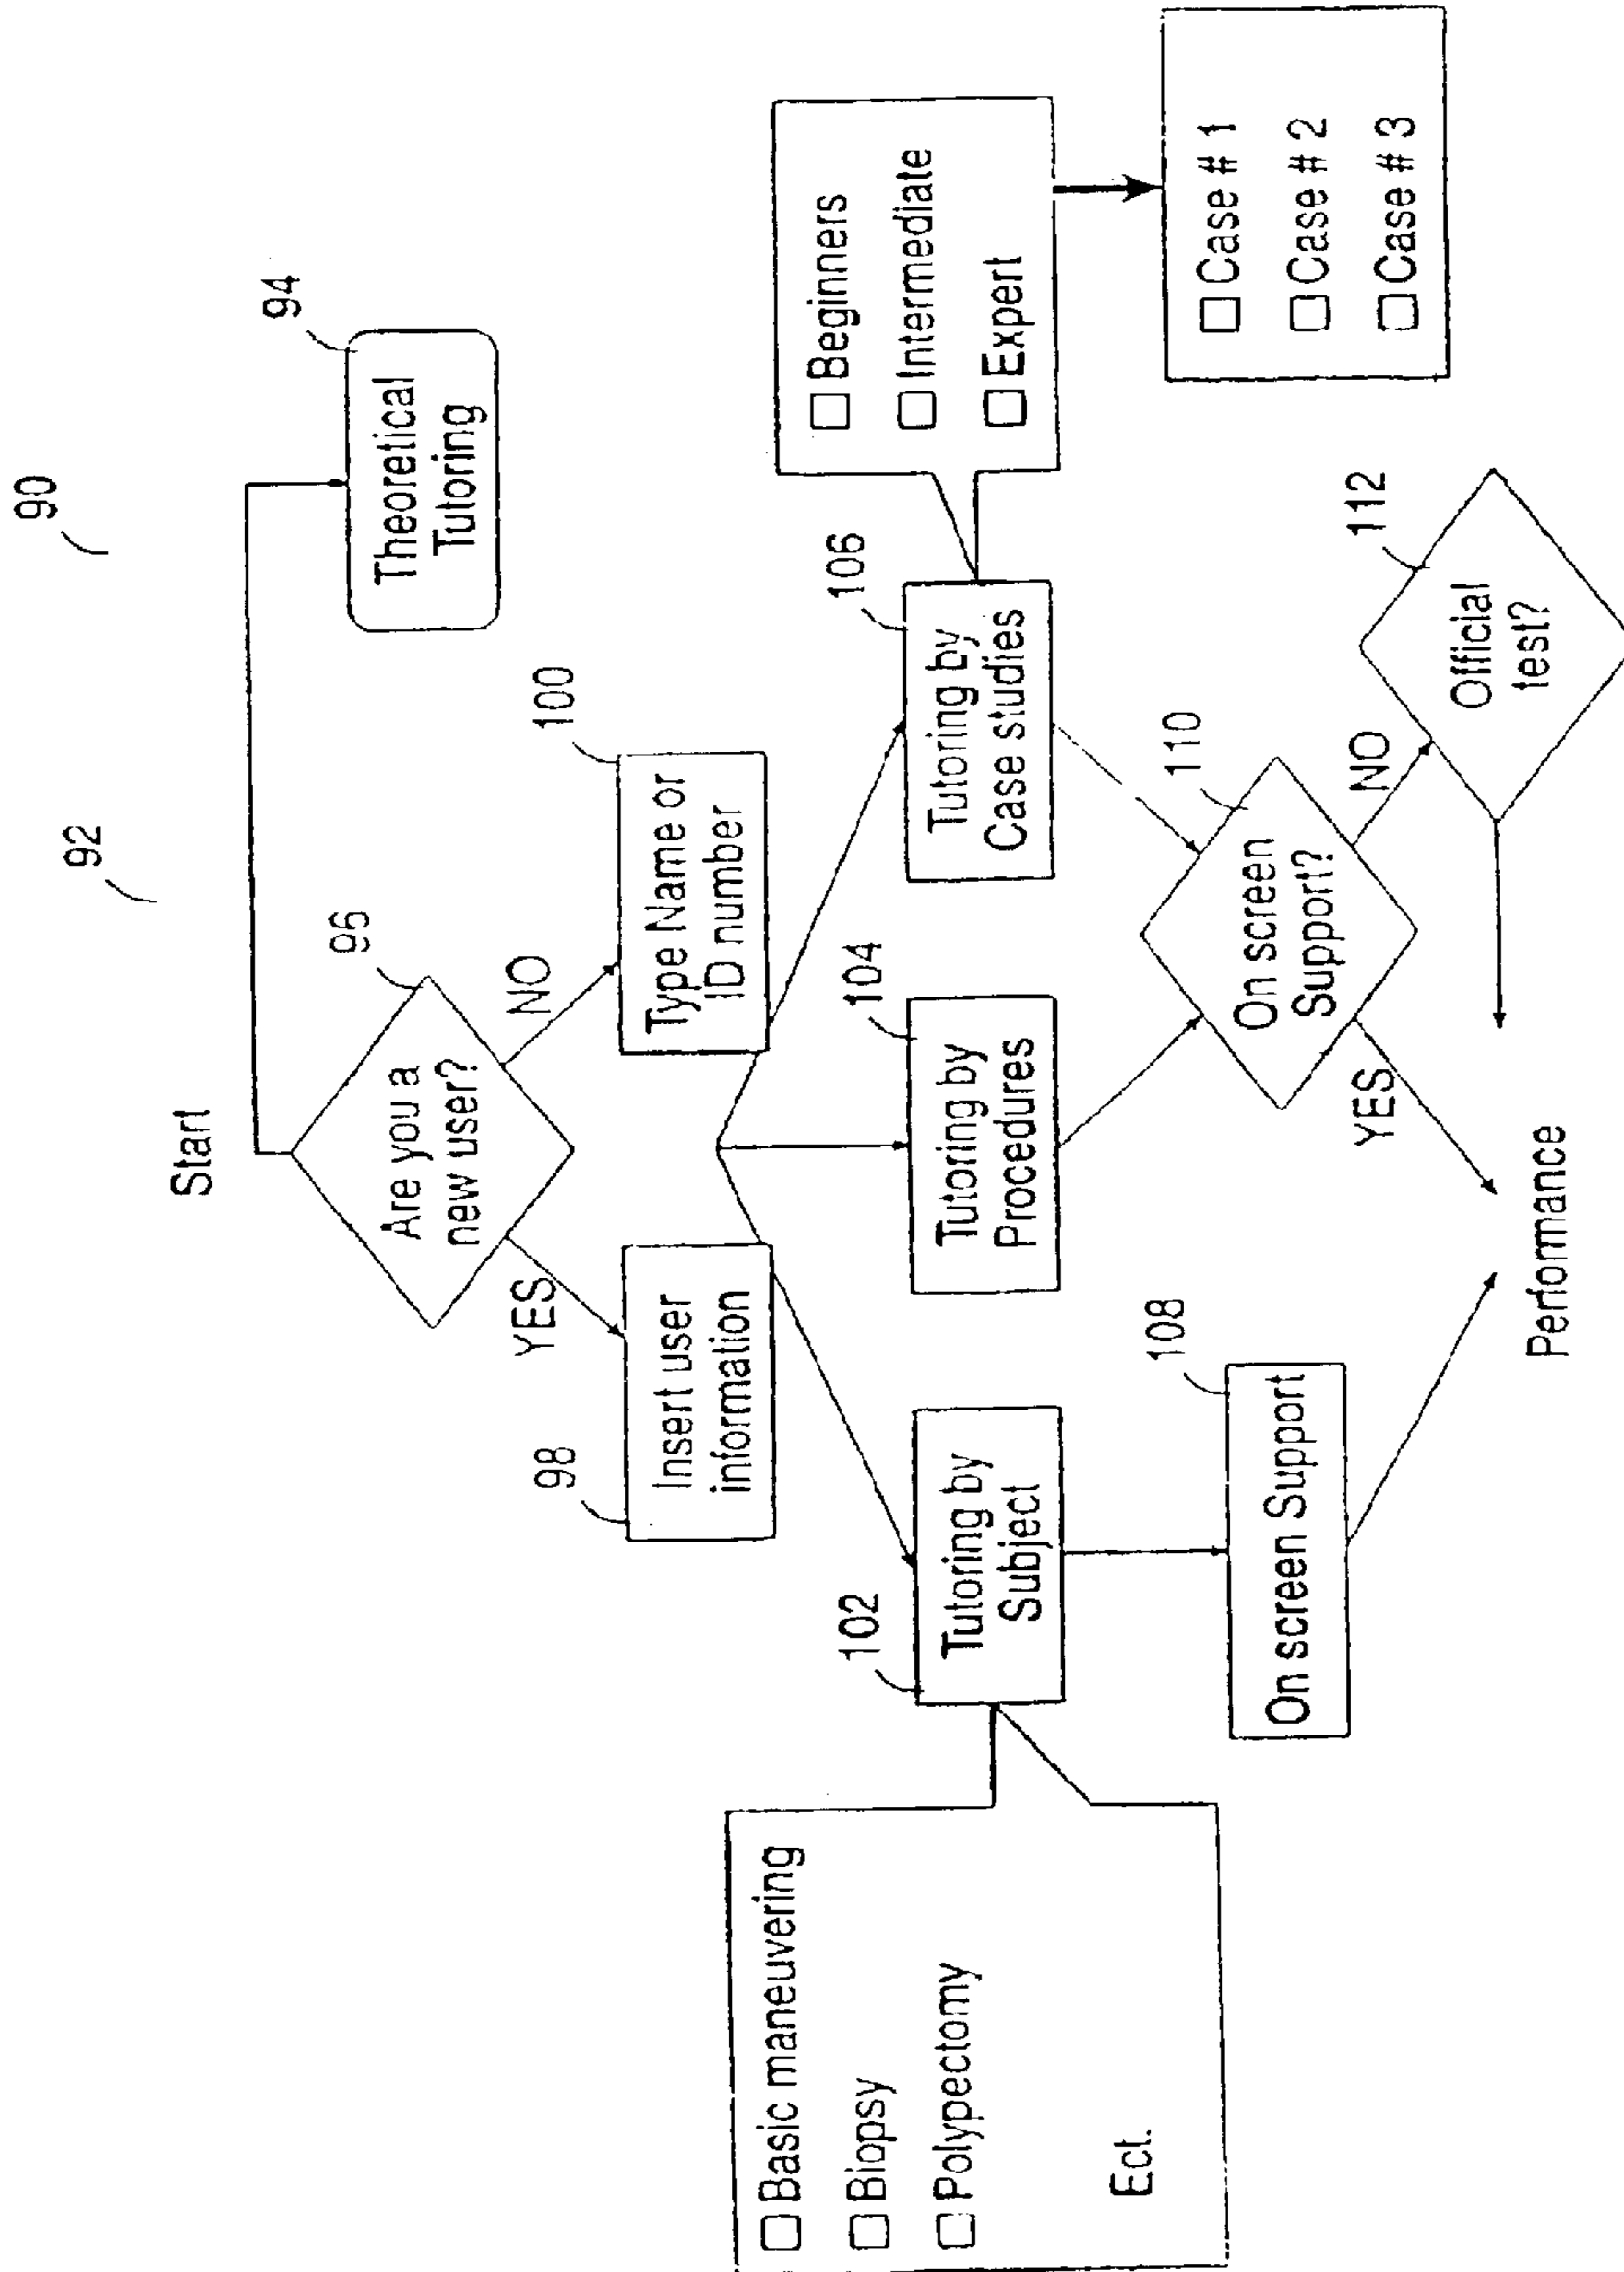 90
92
Start
94
Theoretical
Tutoring
96
Are you a
new user?
YES
NO
98
Insert user
information
100
Type Name or
ID number
Basic maneuvering
Biopsy
Polypectomy
Ect.
102
Tutoring by
Subject
104
Tutoring by
Procedures
106
Tutoring by
Case studies
Beginners
Intermediate
Expert
Case # 1
Case # 2
Case # 3
108
On screen Support
110
On screen
Support?
YES
NO
112
Official
test?
Performance